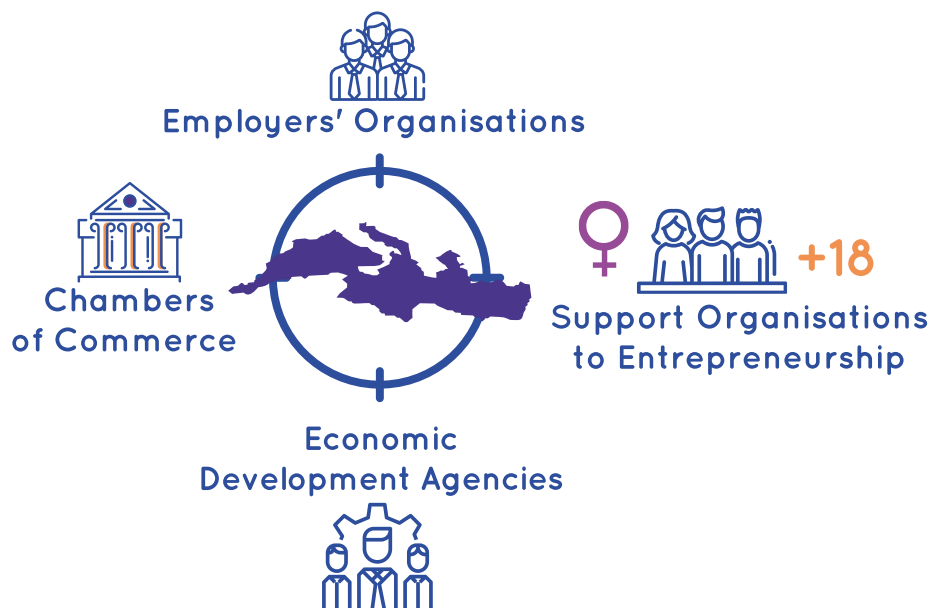 Employers' Organisations
Chambers
of Commerce
+18
Support Organisations
to Entrepreneurship
Economic
Development Agencies